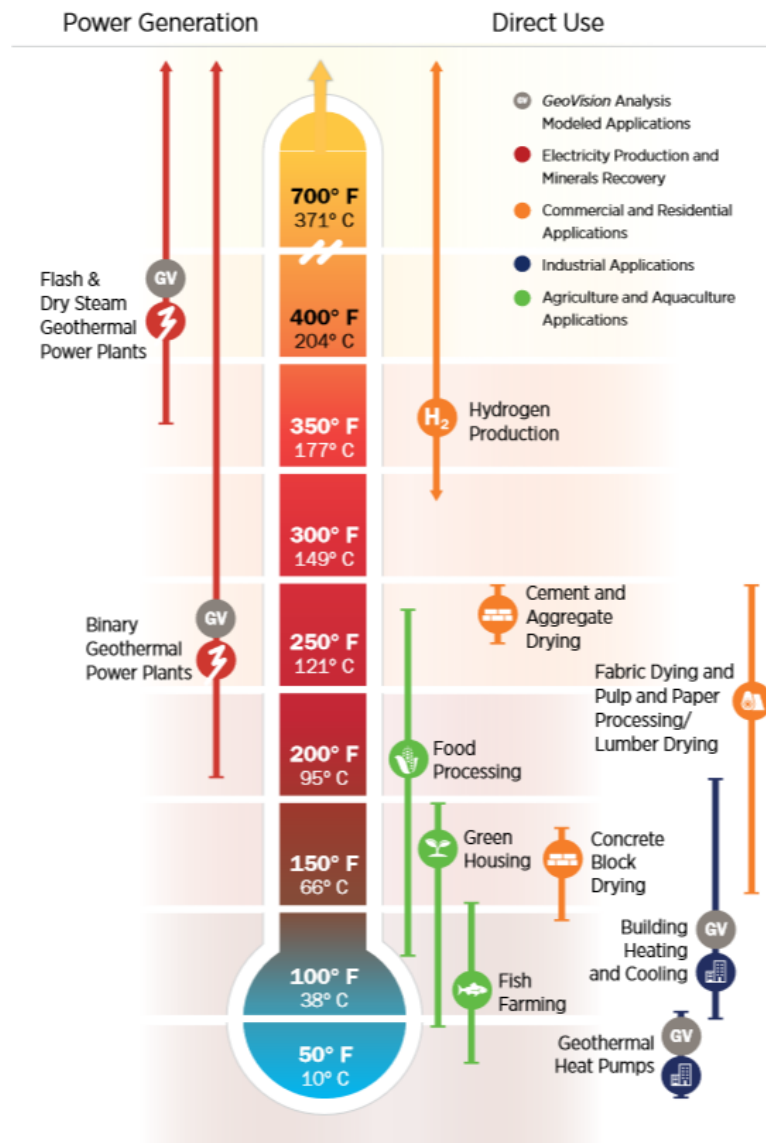 Power Generation
Direct Use
GV GeoVision Analysis
Modeled Applications
Electricity Production and
Minerals Recovery
Commercial and Residential
Applications
Industrial Applications
Agriculture and Aquaculture
Applications
700° F
371° C
GV
Flash &
Dry Steam
Geothermal
Power Plants
400° F
204° C
350° F
177° C
H₂
Hydrogen
Production
300° F
149° C
GV
Binary
Geothermal
Power Plants
250° F
121° C
Cement and
Aggregate
Drying
Fabric Dying and
Pulp and Paper
Processing/
Lumber Drying
200° F
95° C
Food
Processing
150° F
66° C
Green
Housing
Concrete
Block
Drying
Building
Heating
and Cooling
GV
100° F
38° C
Fish
Farming
50° F
10° C
Geothermal
Heat Pumps
GV